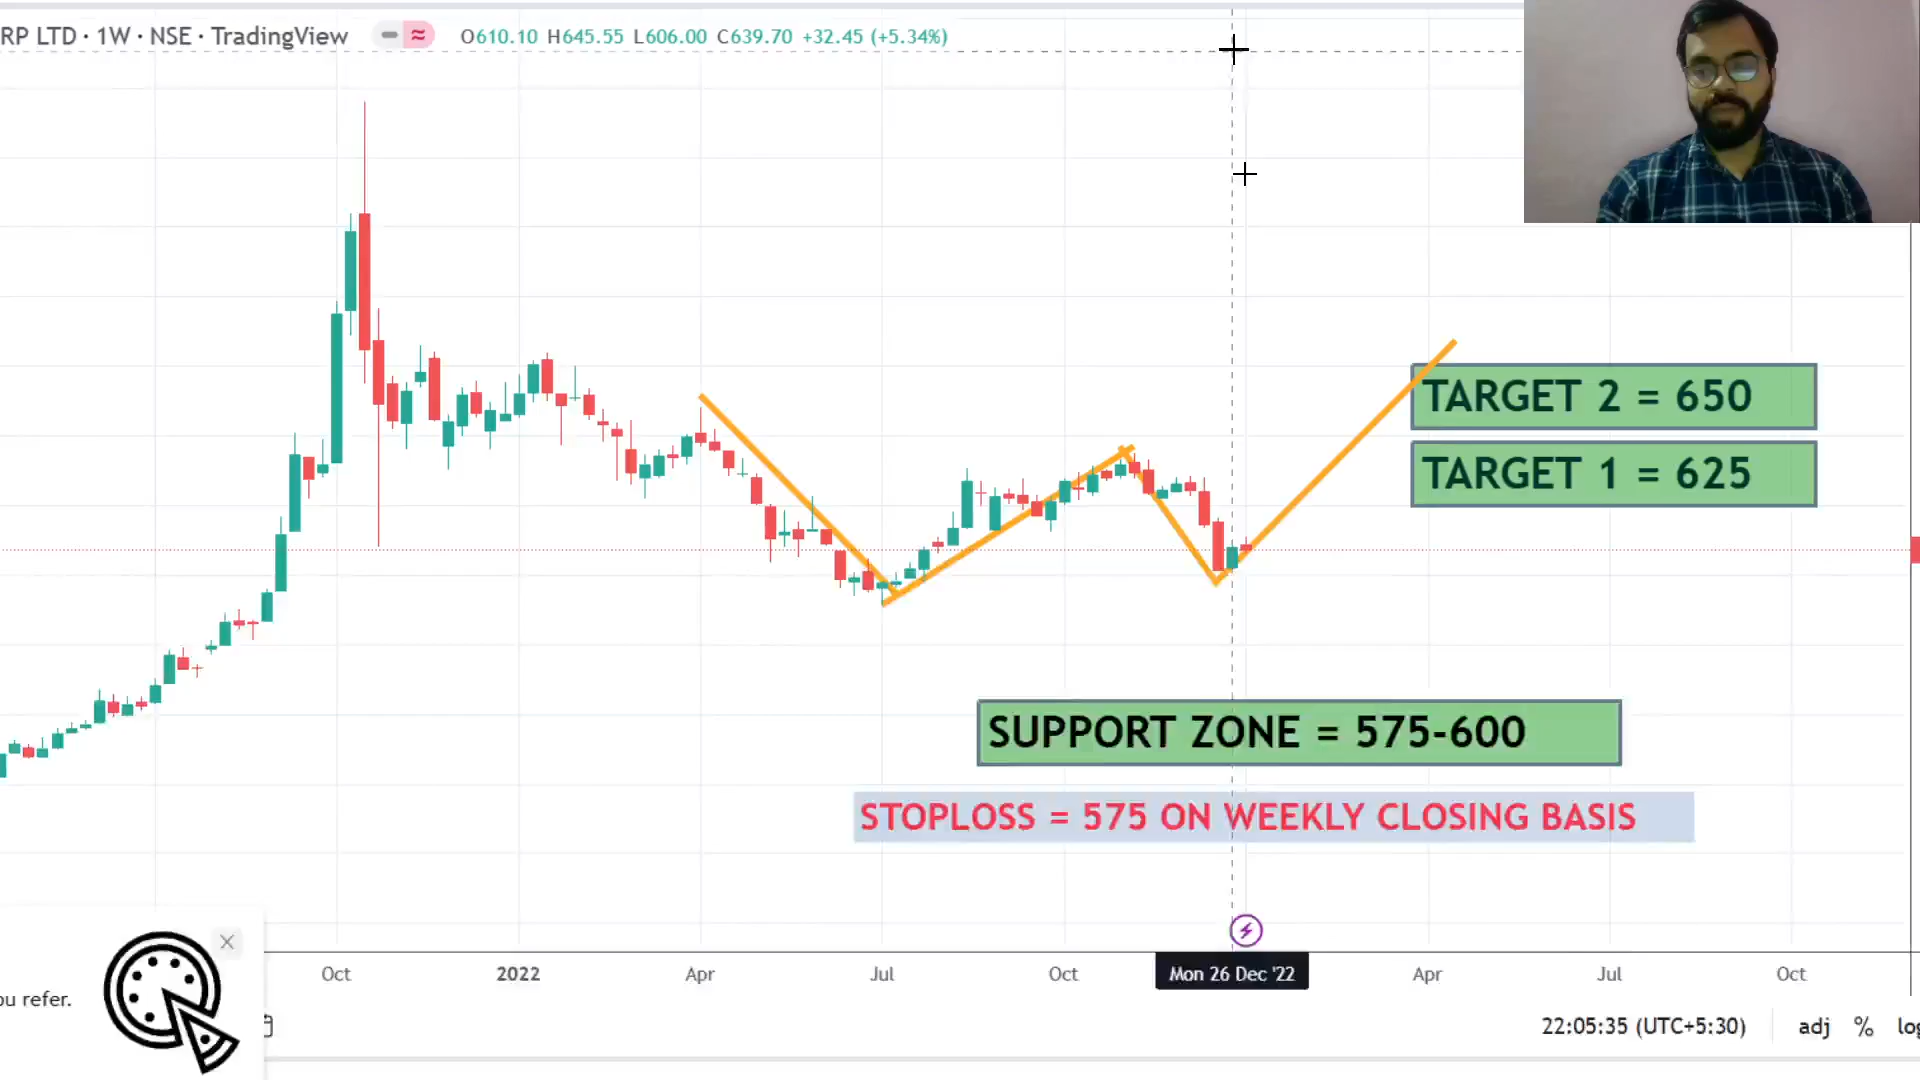 RP LTD · 1W · NSE · TradingView
O610.10 H645.55 L606.00 C639.70 +32.45 (+5.34%)
TARGET 2 = 650
TARGET 1 = 625
SUPPORT ZONE = 575-600
STOPLOSS = 575 ON WEEKLY CLOSING BASIS
Oct 2022 Apr Jul Oct Mon 26 Dec '22 Apr Jul Oct
ou refer.
22:05:35 (UTC+5:30) adj % log